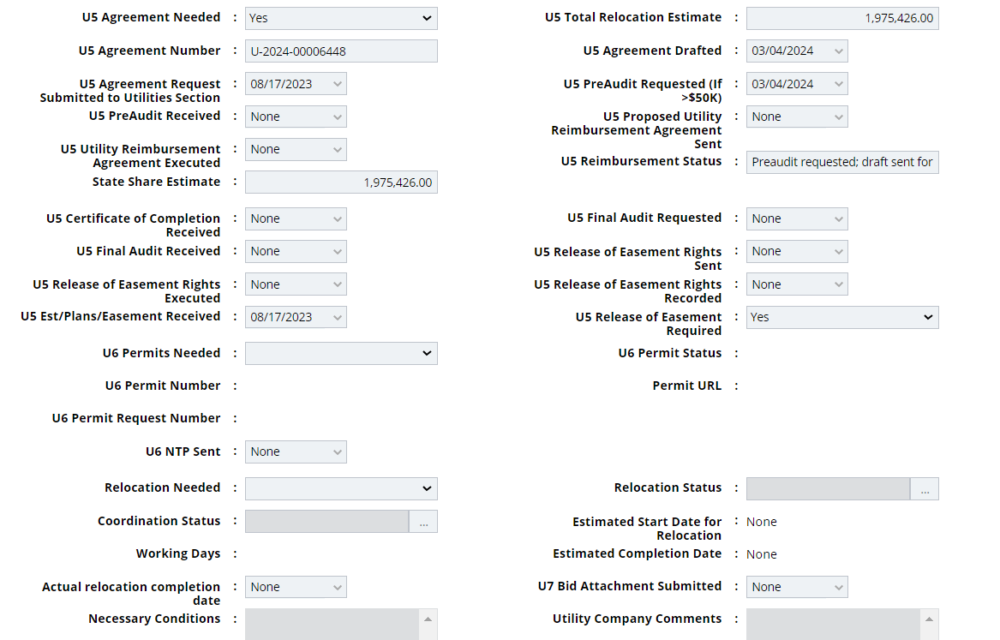 U5 Agreement Needed : Yes
U5 Total Relocation Estimate : 1,975,426.00
U5 Agreement Number : U-2024-00006448
U5 Agreement Drafted : 03/04/2024
U5 Agreement Request : 08/17/2023
Submitted to Utilities Section
U5 PreAudit Requested (If : 03/04/2024
>$50K)
U5 PreAudit Received : None
U5 Proposed Utility : None
Reimbursement Agreement
Sent
U5 Utility Reimbursement : None
Agreement Executed
U5 Reimbursement Status : Preaudit requested; draft sent for
State Share Estimate : 1,975,426.00
U5 Certificate of Completion : None
Received
U5 Final Audit Requested : None
U5 Final Audit Received : None
U5 Release of Easement Rights : None
Sent
U5 Release of Easement Rights : None
Executed
U5 Release of Easement Rights : None
Recorded
U5 Est/Plans/Easement Received : 08/17/2023
U5 Release of Easement : Yes
Required
U6 Permits Needed :
U6 Permit Status :
U6 Permit Number :
Permit URL :
U6 Permit Request Number :
U6 NTP Sent : None
Relocation Needed :
Relocation Status : ...
Coordination Status : ...
Estimated Start Date for : None
Relocation
Working Days :
Estimated Completion Date : None
Actual relocation completion : None
date
U7 Bid Attachment Submitted : None
Necessary Conditions :
Utility Company Comments :